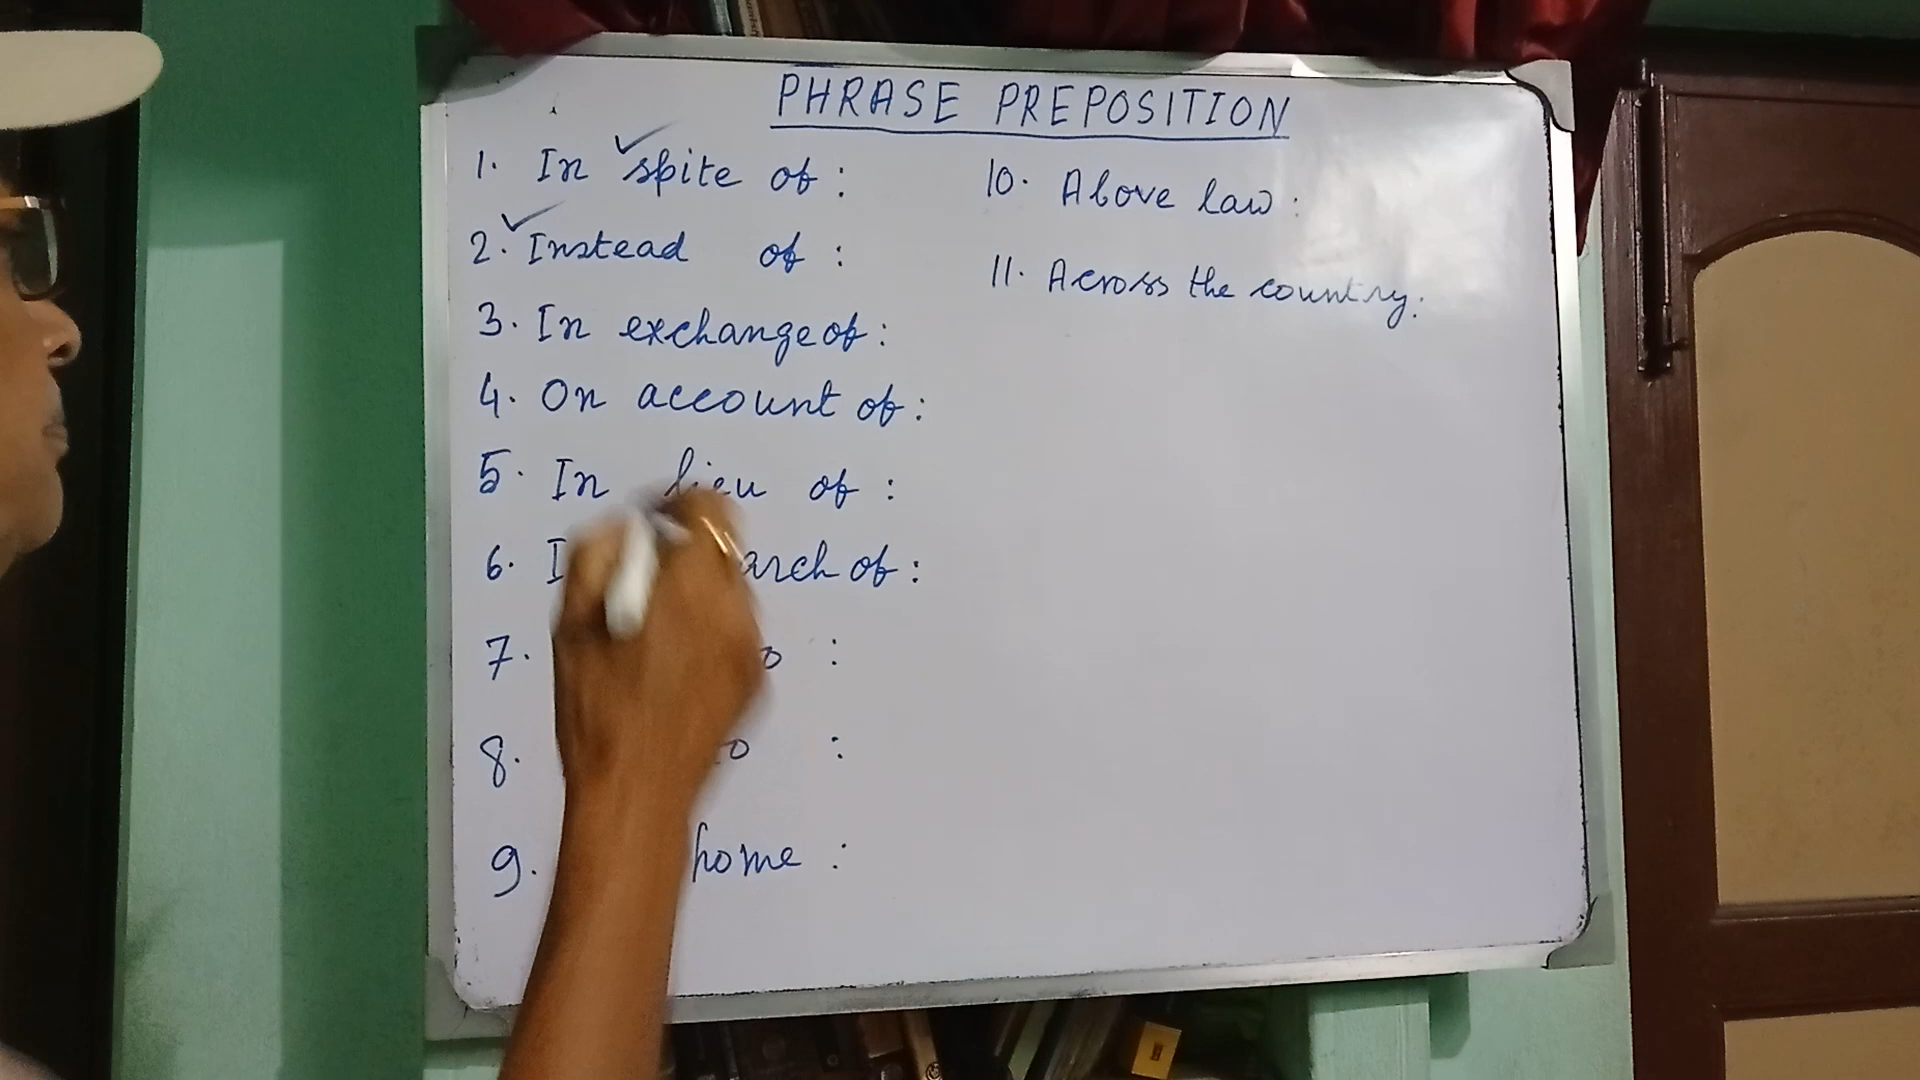 PHRASE PREPOSITION
1. In spite of :
2. Instead of :
3. In exchange of :
4. On account of :
5. In lieu of :
6. of :
7. :
8. :
9. home :
10. Above law :
11. Across the country :